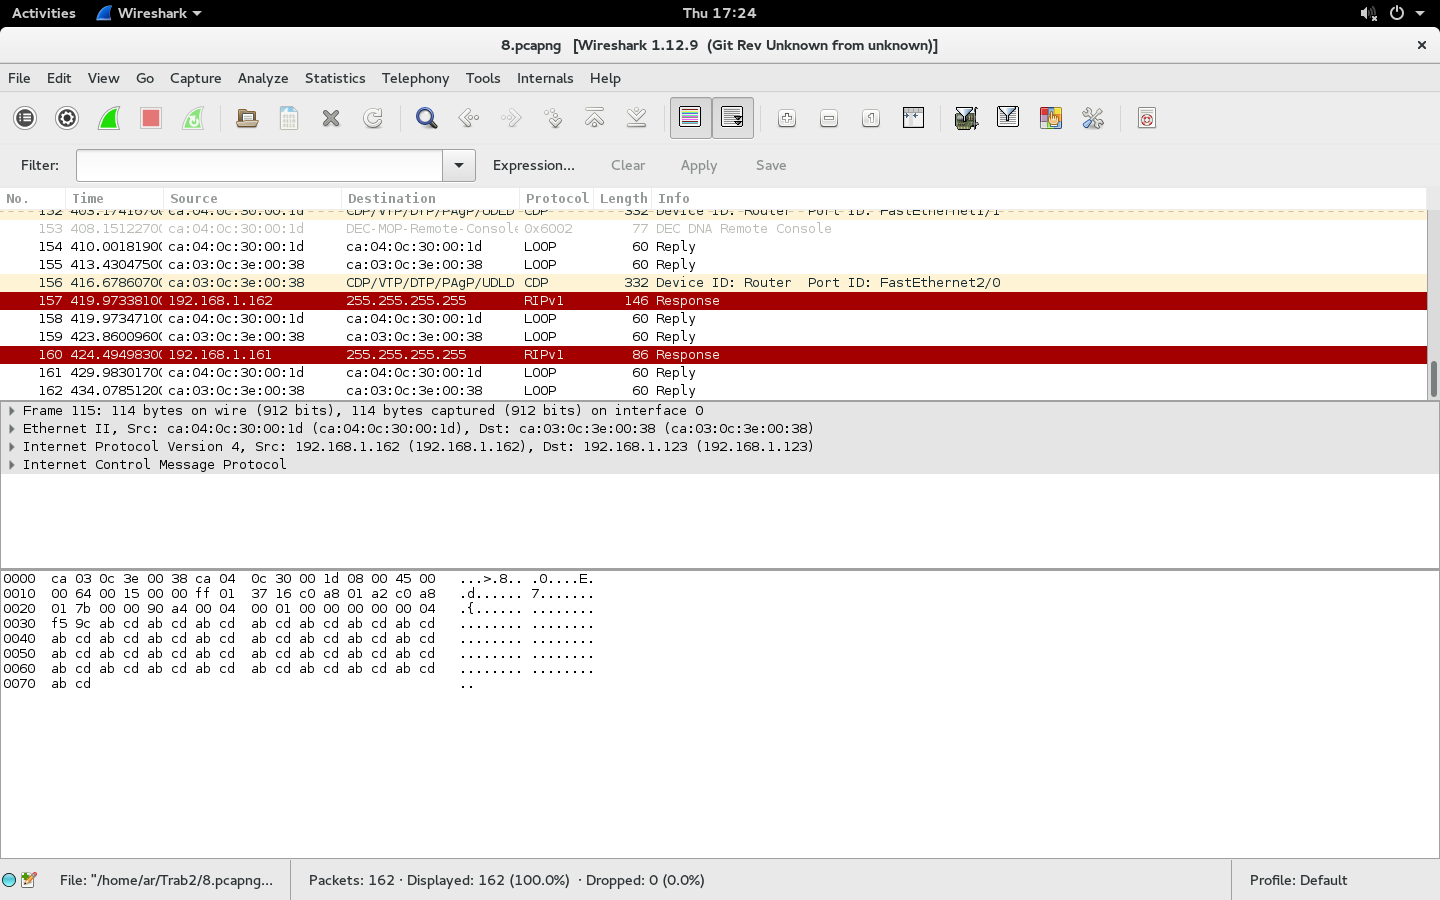 Activities Wireshark Thu 17:24
8.pcapng [Wireshark 1.12.9 (Git Rev Unknown from unknown)]
File Edit View Go Capture Analyze Statistics Telephony Tools Internals Help
Filter: Expression... Clear Apply Save
No. Time Source Destination Protocol Length Info
132 403.17416700 ca:04:0c:30:00:1d CDP/VTP/DTP/PAgP/UDLD CDP 332 Device ID: Router Port ID: FastEthernet1/1
153 408.15122700 ca:04:0c:30:00:1d DEC-MOP-Remote-Console 0x6002 77 DEC DNA Remote Console
154 410.00181900 ca:04:0c:30:00:1d ca:04:0c:30:00:1d LOOP 60 Reply
155 413.43047500 ca:03:0c:3e:00:38 ca:03:0c:3e:00:38 LOOP 60 Reply
156 416.67860700 ca:03:0c:3e:00:38 CDP/VTP/DTP/PAgP/UDLD CDP 332 Device ID: Router Port ID: FastEthernet2/0
157 419.97338100 192.168.1.162 255.255.255.255 RIPv1 146 Response
158 419.97347100 ca:04:0c:30:00:1d ca:04:0c:30:00:1d LOOP 60 Reply
159 423.86009600 ca:03:0c:3e:00:38 ca:03:0c:3e:00:38 LOOP 60 Reply
160 424.49498300 192.168.1.161 255.255.255.255 RIPv1 86 Response
161 429.98301700 ca:04:0c:30:00:1d ca:04:0c:30:00:1d LOOP 60 Reply
162 434.07851200 ca:03:0c:3e:00:38 ca:03:0c:3e:00:38 LOOP 60 Reply
Frame 115: 114 bytes on wire (912 bits), 114 bytes captured (912 bits) on interface 0
Ethernet II, Src: ca:04:0c:30:00:1d (ca:04:0c:30:00:1d), Dst: ca:03:0c:3e:00:38 (ca:03:0c:3e:00:38)
Internet Protocol Version 4, Src: 192.168.1.162 (192.168.1.162), Dst: 192.168.1.123 (192.168.1.123)
Internet Control Message Protocol
0000 ca 03 0c 3e 00 38 ca 04 0c 30 00 1d 08 00 45 00 ...>.8.. .0....E.
0010 00 64 00 15 00 00 ff 01 37 16 c0 a8 01 a2 c0 a8 .d...... 7.......
0020 01 7b 00 00 90 a4 00 04 00 01 00 00 00 00 00 04 .{...... ........
0030 f5 9c ab cd ab cd ab cd ab cd ab cd ab cd ab cd ........ ........
0040 ab cd ab cd ab cd ab cd ab cd ab cd ab cd ab cd ........ ........
0050 ab cd ab cd ab cd ab cd ab cd ab cd ab cd ab cd ........ ........
0060 ab cd ab cd ab cd ab cd ab cd ab cd ab cd ab cd ........ ........
0070 ab cd ..
File: "/home/ar/Trab2/8.pcapng... Packets: 162 · Displayed: 162 (100.0%) · Dropped: 0 (0.0%) Profile: Default